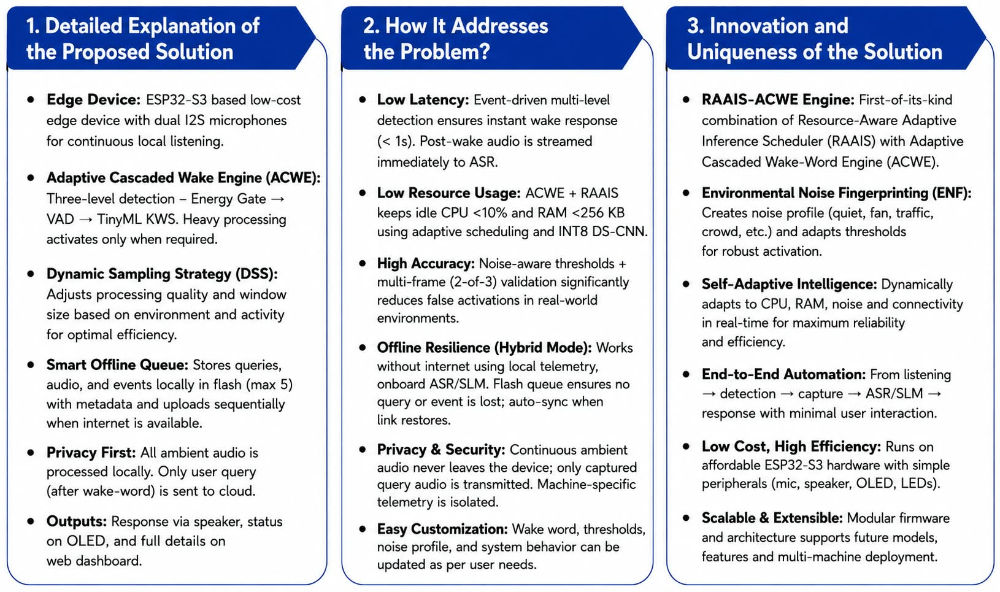 1. Detailed Explanation of
the Proposed Solution
• Edge Device: ESP32-S3 based low-cost
edge device with dual I2S microphones
for continuous local listening.
• Adaptive Cascaded Wake Engine (ACWE):
Three-level detection – Energy Gate →
VAD → TinyML KWS. Heavy processing
activates only when required.
• Dynamic Sampling Strategy (DSS):
Adjusts processing quality and window
size based on environment and activity
for optimal efficiency.
• Smart Offline Queue: Stores queries,
audio, and events locally in flash (max 5)
with metadata and uploads sequentially
when internet is available.
• Privacy First: All ambient audio is
processed locally. Only user query
(after wake-word) is sent to cloud.
• Outputs: Response via speaker, status
on OLED, and full details on
web dashboard.
2. How It Addresses
the Problem?
• Low Latency: Event-driven multi-level
detection ensures instant wake response
(< 1s). Post-wake audio is streamed
immediately to ASR.
• Low Resource Usage: ACWE + RAAIS
keeps idle CPU <10% and RAM <256 KB
using adaptive scheduling and INT8 DS-CNN.
• High Accuracy: Noise-aware thresholds +
multi-frame (2-of-3) validation significantly
reduces false activations in real-world
environments.
• Offline Resilience (Hybrid Mode): Works
without internet using local telemetry,
onboard ASR/SLM. Flash queue ensures no
query or event is lost; auto-sync when
link restores.
• Privacy & Security: Continuous ambient
audio never leaves the device; only captured
query audio is transmitted. Machine-specific
telemetry is isolated.
• Easy Customization: Wake word, thresholds,
noise profile, and system behavior can be
updated as per user needs.
3. Innovation and
Uniqueness of the Solution
• RAAIS-ACWE Engine: First-of-its-kind
combination of Resource-Aware Adaptive
Inference Scheduler (RAAIS) with Adaptive
Cascaded Wake-Word Engine (ACWE).
• Environmental Noise Fingerprinting (ENF):
Creates noise profile (quiet, fan, traffic,
crowd, etc.) and adapts thresholds
for robust activation.
• Self-Adaptive Intelligence: Dynamically
adapts to CPU, RAM, noise and connectivity
in real-time for maximum reliability
and efficiency.
• End-to-End Automation: From listening
→ detection → capture → ASR/SLM →
response with minimal user interaction.
• Low Cost, High Efficiency: Runs on
affordable ESP32-S3 hardware with simple
peripherals (mic, speaker, OLED, LEDs).
• Scalable & Extensible: Modular firmware
and architecture supports future models,
features and multi-machine deployment.